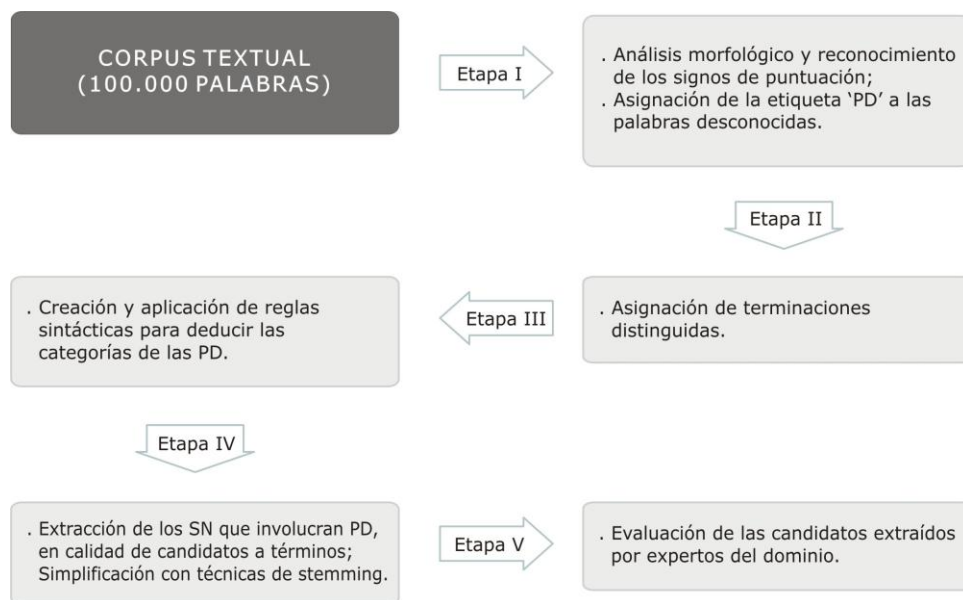 CORPUS TEXTUAL
(100.000 PALABRAS)
Etapa I
. Análisis morfológico y reconocimiento
de los signos de puntuación;
. Asignación de la etiqueta ‘PD’ a las
palabras desconocidas.
Etapa II
. Asignación de terminaciones
distinguidas.
Etapa III
. Creación y aplicación de reglas
sintácticas para deducir las
categorías de las PD.
Etapa IV
. Extracción de los SN que involucran PD,
en calidad de candidatos a términos;
Simplificación con técnicas de stemming.
Etapa V
. Evaluación de las candidatos extraídos
por expertos del dominio.